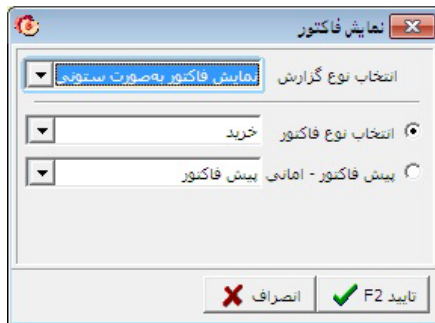 نمایش فاکتور
انتخاب نوع گزارش نمایش فاکتور به‌صورت ستونی
انتخاب نوع فاکتور خرید
پیش فاکتور - امانی پیش فاکتور
تایید F2 انصراف